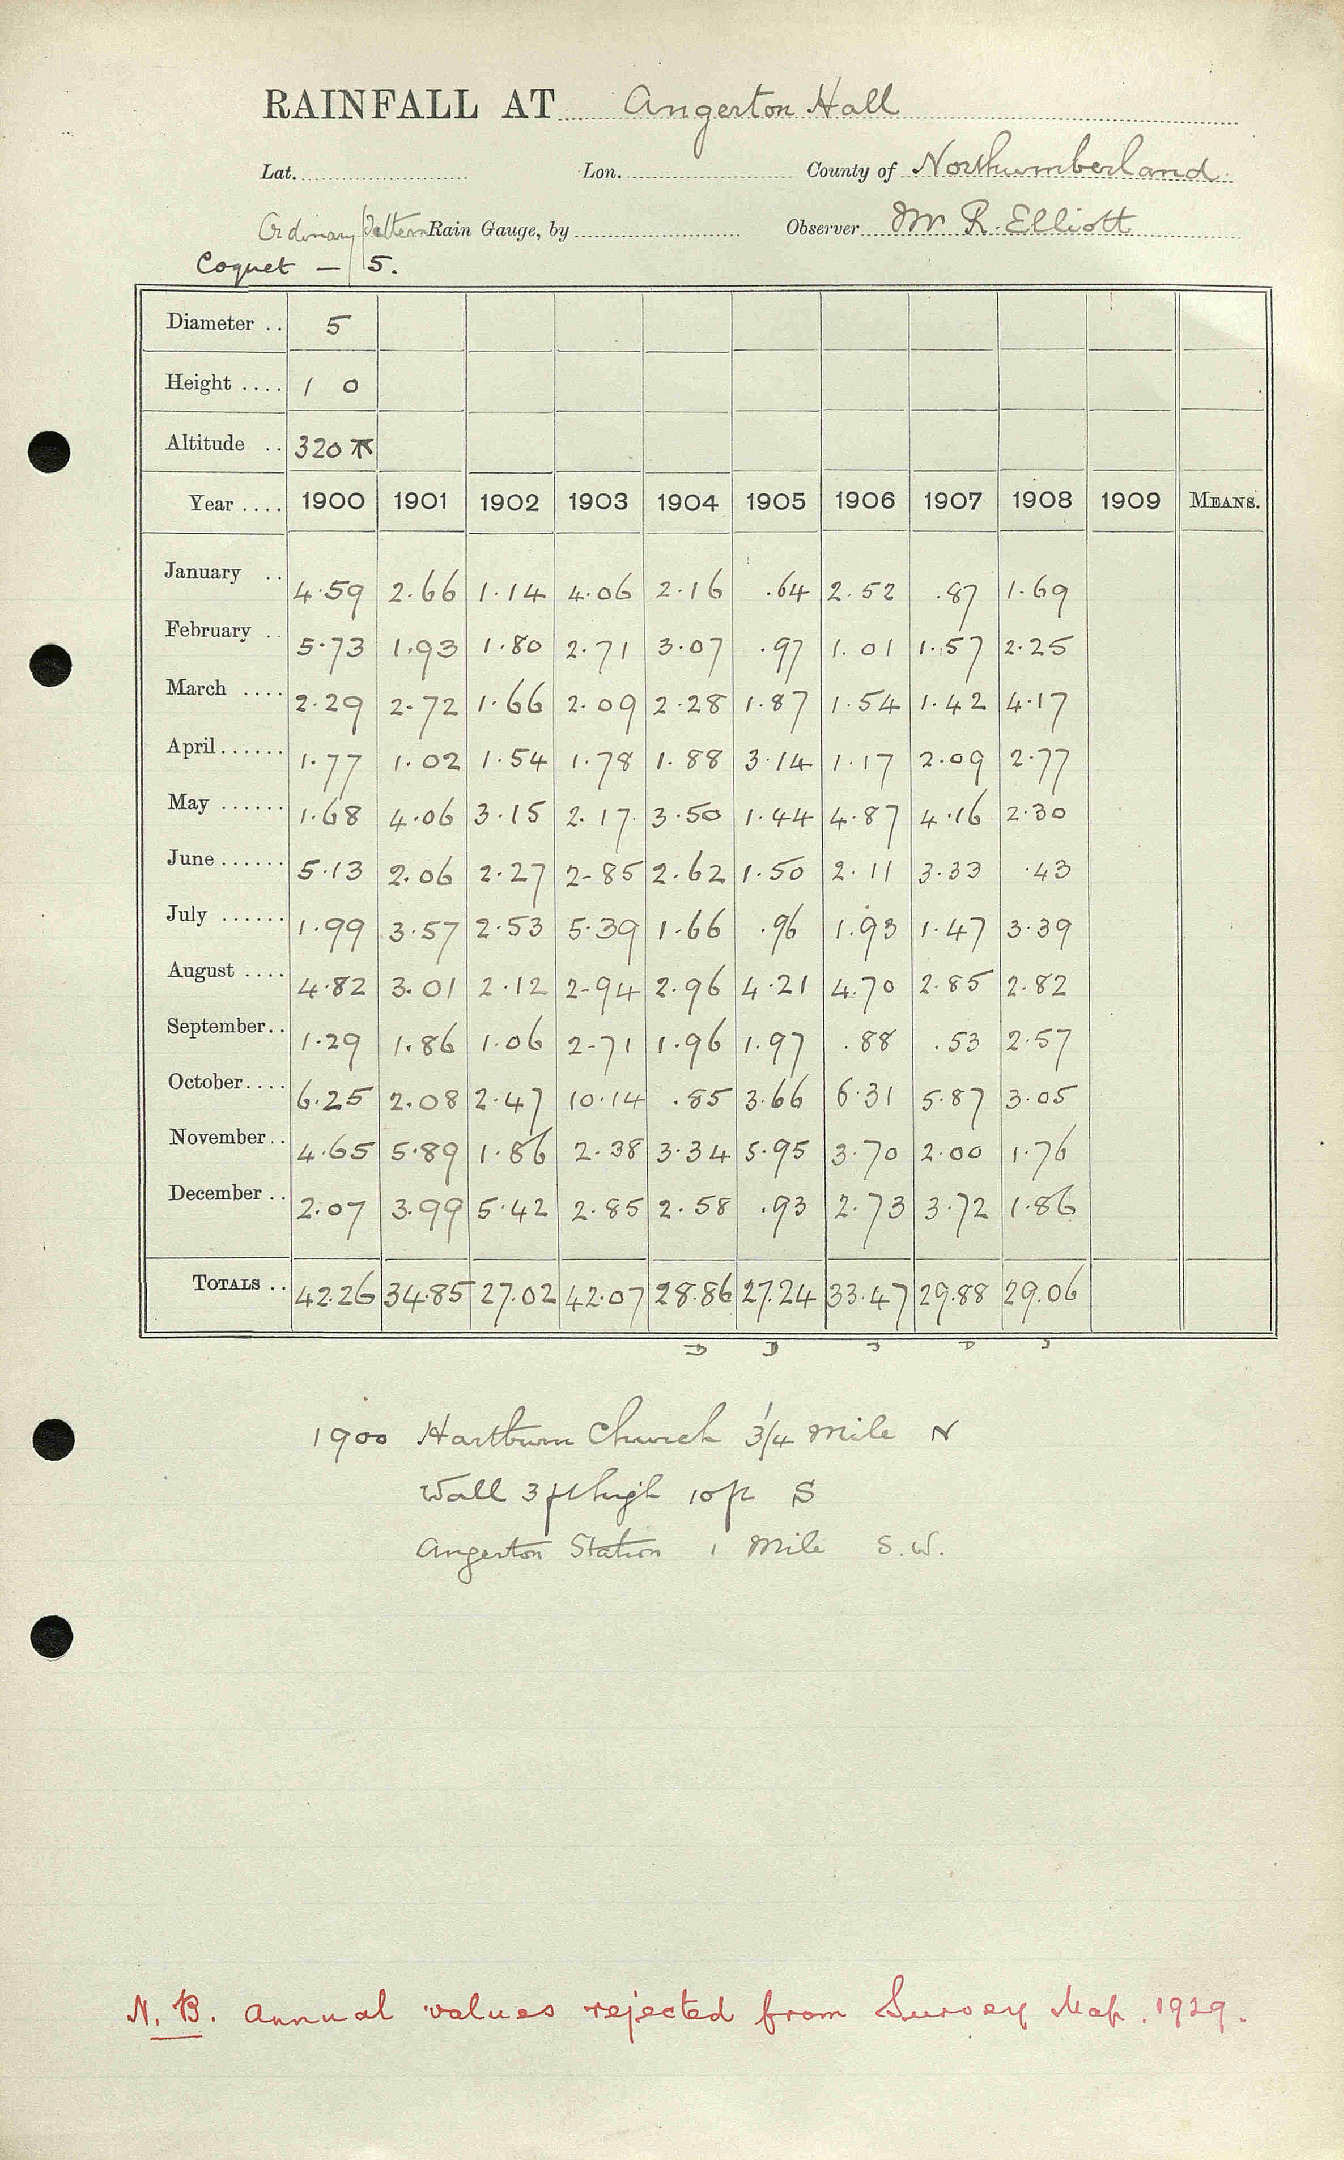 RAINFALL AT Angerton Hall
Lat. Lon. County of Northumberland
Ordinary Pattern Rain Gauge, by Observer Mr R. Elliott
Coquet — 5.
Diameter .. 5
Height .... 1 0
Altitude .. 320
Year .... 1900 1901 1902 1903 1904 1905 1906 1907 1908 1909 MEANS.
January .. 4.59 2.66 1.14 4.06 2.16 .64 2.52 .87 1.69
February .. 5.73 1.93 1.80 2.71 3.07 .97 1.01 1.57 2.25
March .... 2.29 2.72 1.66 2.09 2.28 1.87 1.54 1.42 4.17
April ...... 1.77 1.02 1.54 1.78 1.88 3.14 1.17 2.09 2.77
May ...... 1.68 4.06 3.15 2.17 3.50 1.44 4.87 4.16 2.30
June ...... 5.13 2.06 2.27 2.85 2.62 1.50 2.11 3.33 .43
July ...... 1.99 3.57 2.53 5.39 1.66 .96 1.93 1.47 3.39
August .... 4.82 3.01 2.12 2.94 2.96 4.21 4.70 2.85 2.82
September.. 1.29 1.86 1.06 2.71 1.96 1.97 .88 .53 2.57
October.... 6.25 2.08 2.47 10.14 .85 3.66 6.31 5.87 3.05
November.. 4.65 5.89 1.86 2.38 3.34 5.95 3.70 2.00 1.76
December .. 2.07 3.99 5.42 2.85 2.58 .93 2.73 3.72 1.86
TOTALS .. 42.26 34.85 27.02 42.07 28.86 27.24 33.47 29.88 29.06
1900 Hartburn Church 3/4 Mile N
Wall 3 ft high 10 ft S
Angerton Station 1 Mile S.W.
N.B. Annual values rejected from Survey Map. 1929.